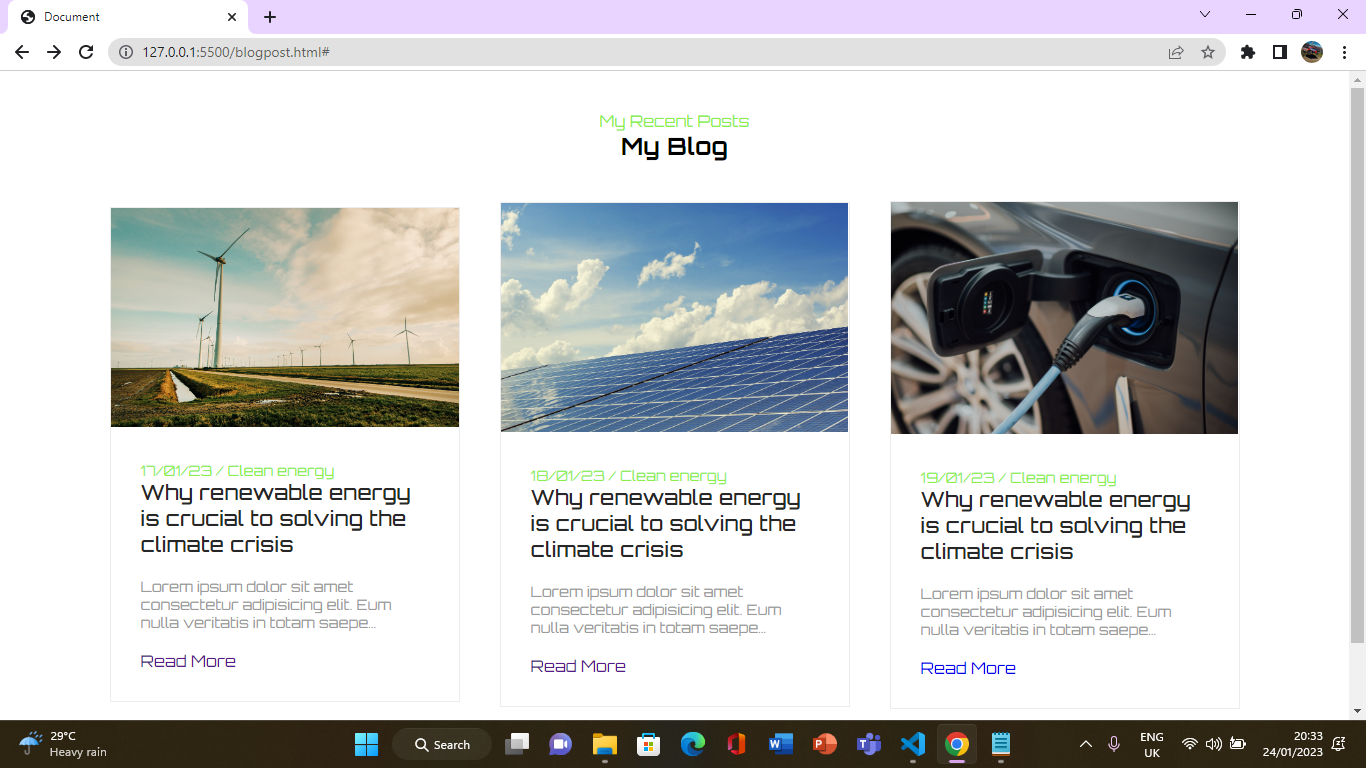 Document
127.0.0.1:5500/blogpost.html#
My Recent Posts
My Blog
17/01/23 / Clean energy
Why renewable energy
is crucial to solving the
climate crisis
Lorem ipsum dolor sit amet
consectetur adipisicing elit. Eum
nulla veritatis in totam saepe...
Read More
18/01/23 / Clean energy
Why renewable energy
is crucial to solving the
climate crisis
Lorem ipsum dolor sit amet
consectetur adipisicing elit. Eum
nulla veritatis in totam saepe...
Read More
19/01/23 / Clean energy
Why renewable energy
is crucial to solving the
climate crisis
Lorem ipsum dolor sit amet
consectetur adipisicing elit. Eum
nulla veritatis in totam saepe...
Read More
29°C
Heavy rain
Search
ENG
UK
20:33
24/01/2023